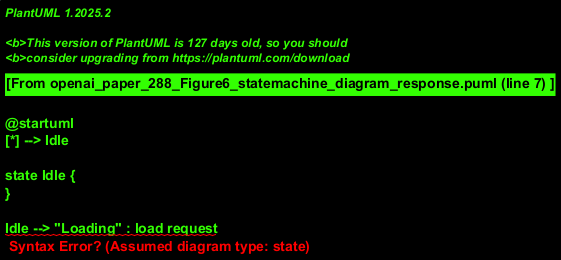 PlantUML 1.2025.2
<b>This version of PlantUML is 127 days old, so you should
<b>consider upgrading from https://plantuml.com/download
[From openai_paper_288_Figure6_statemachine_diagram_response.puml (line 7) ]
@startuml
[*] --> Idle
state Idle {
}
Idle --> "Loading" : load request
Syntax Error? (Assumed diagram type: state)